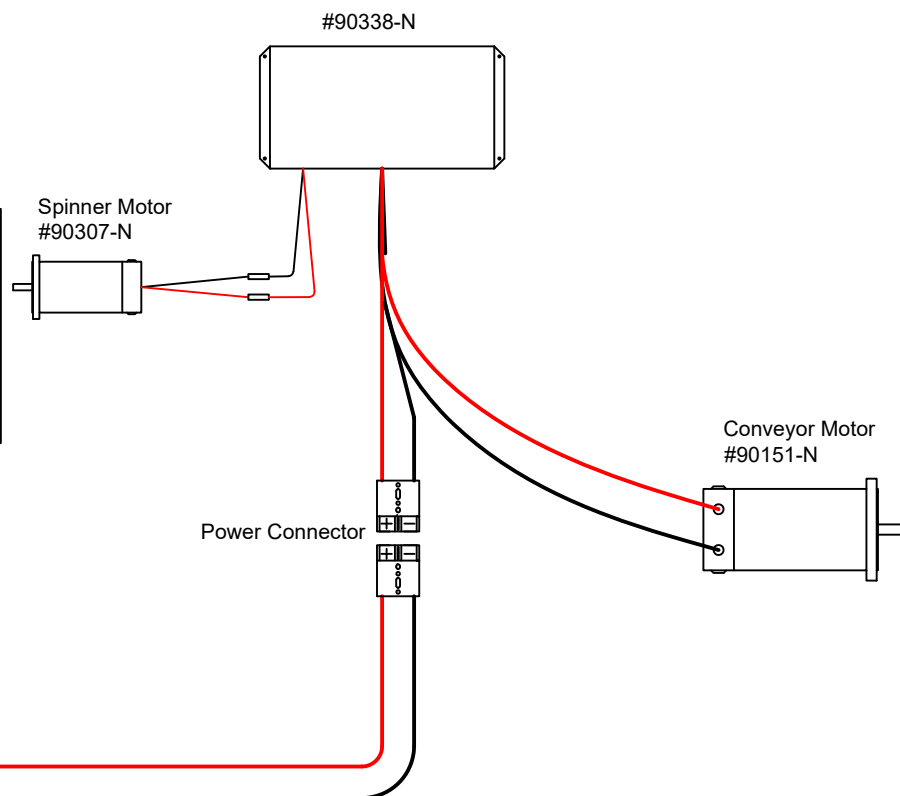 #90338-N
Spinner Motor
#90307-N
Conveyor Motor
#90151-N
Power Connector
+ −
+ −